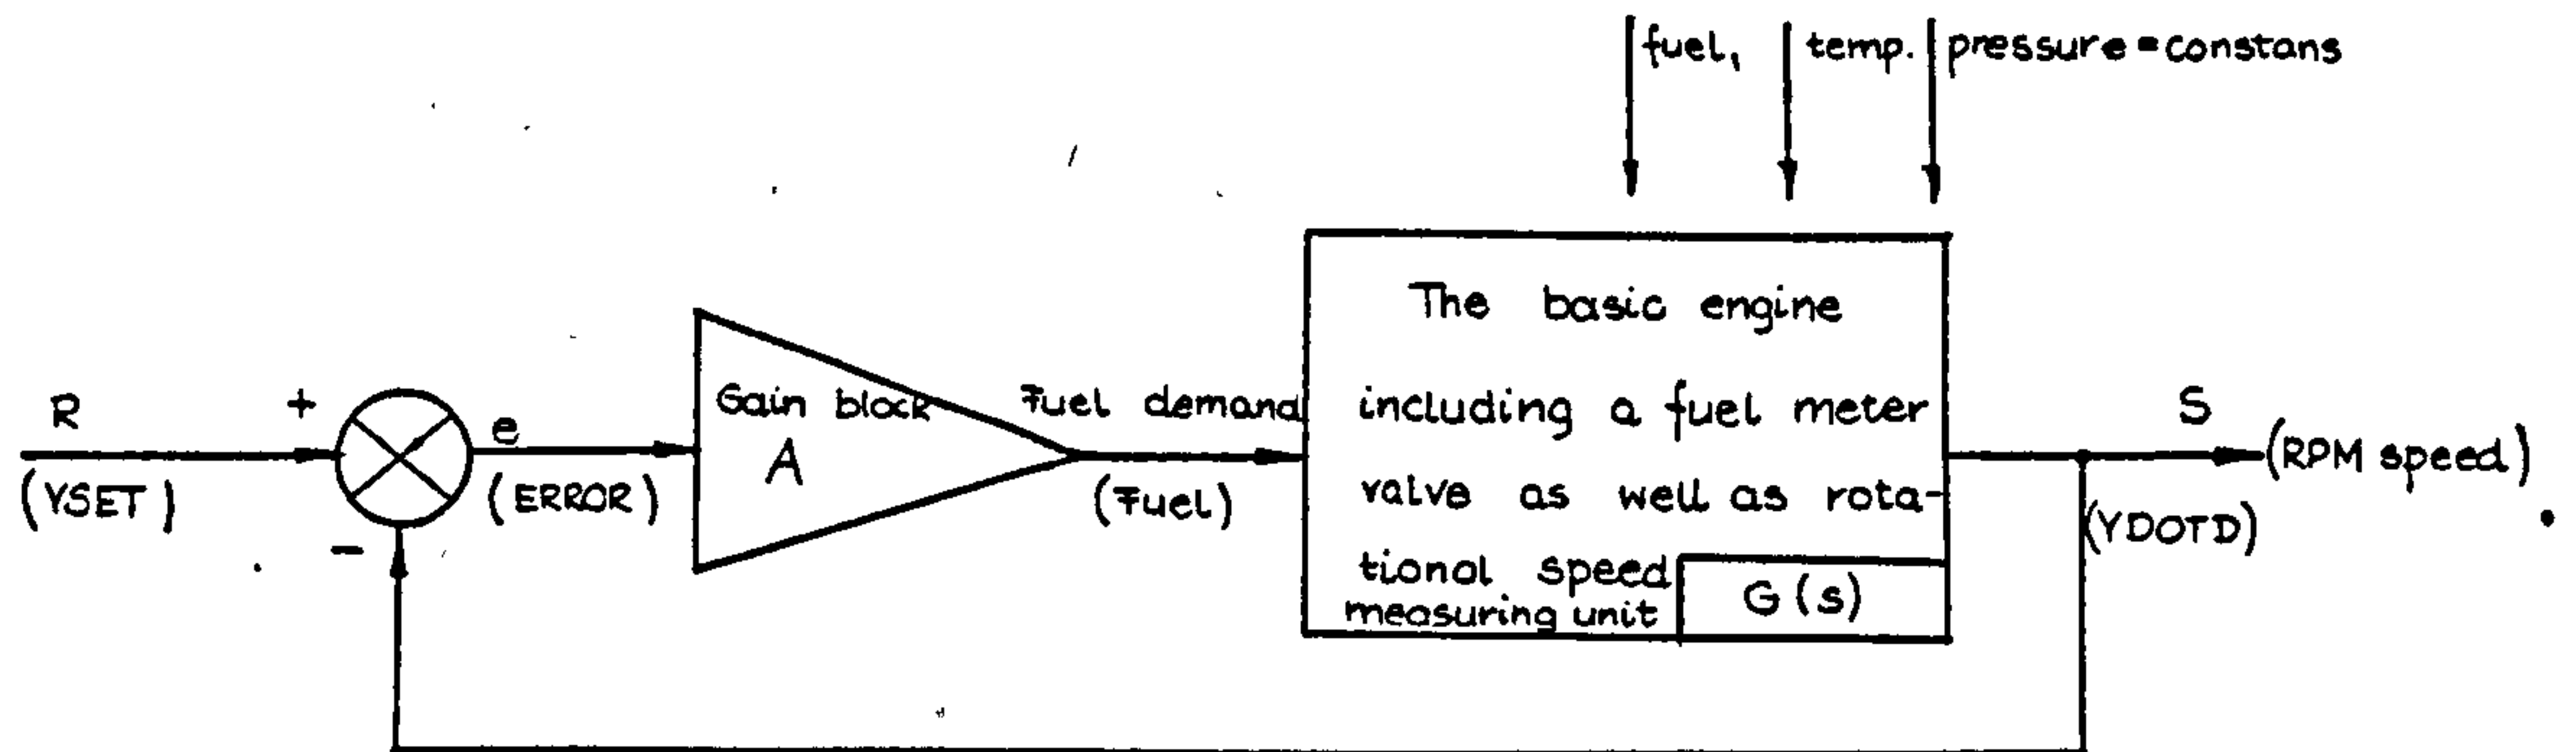 fuel, temp. pressure = constans
The basic engine
including a fuel meter
valve as well as rota-
tional speed
measuring unit
G(s)
R
(YSET)
+
-
e
(ERROR)
Gain block
A
Fuel demand
(Fuel)
S
(RPM speed)
(YDOTD)